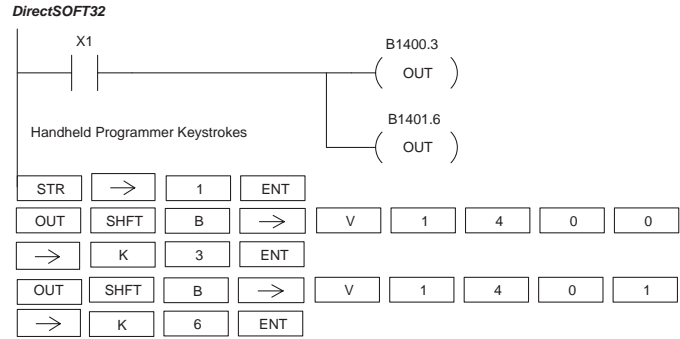 DirectSOFT32
X1
B1400.3
OUT
B1401.6
OUT
Handheld Programmer Keystrokes
STR → 1 ENT
OUT SHFT B → V 1 4 0 0
→ K 3 ENT
OUT SHFT B → V 1 4 0 1
→ K 6 ENT